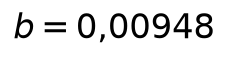 b = 0,00948